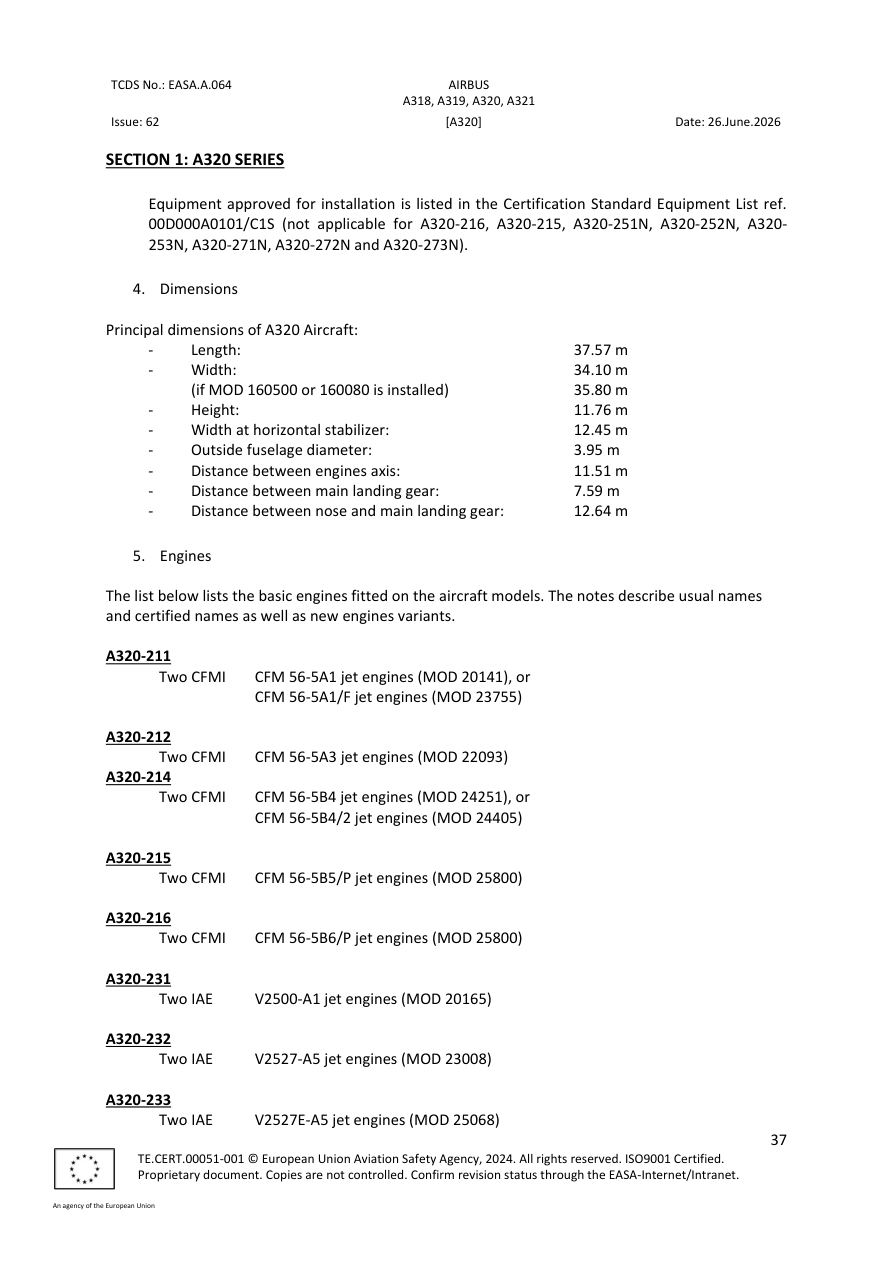 TCDS No.: EASA.A.064 AIRBUS
A318, A319, A320, A321
Issue: 62 [A320] Date: 26.June.2026
SECTION 1: A320 SERIES
Equipment approved for installation is listed in the Certification Standard Equipment List ref.
00D000A0101/C1S (not applicable for A320-216, A320-215, A320-251N, A320-252N, A320-
253N, A320-271N, A320-272N and A320-273N).
4. Dimensions
Principal dimensions of A320 Aircraft:
- Length: 37.57 m
- Width: 34.10 m
(if MOD 160500 or 160080 is installed) 35.80 m
- Height: 11.76 m
- Width at horizontal stabilizer: 12.45 m
- Outside fuselage diameter: 3.95 m
- Distance between engines axis: 11.51 m
- Distance between main landing gear: 7.59 m
- Distance between nose and main landing gear: 12.64 m
5. Engines
The list below lists the basic engines fitted on the aircraft models. The notes describe usual names
and certified names as well as new engines variants.
A320-211
Two CFMI CFM 56-5A1 jet engines (MOD 20141), or
CFM 56-5A1/F jet engines (MOD 23755)
A320-212
Two CFMI CFM 56-5A3 jet engines (MOD 22093)
A320-214
Two CFMI CFM 56-5B4 jet engines (MOD 24251), or
CFM 56-5B4/2 jet engines (MOD 24405)
A320-215
Two CFMI CFM 56-5B5/P jet engines (MOD 25800)
A320-216
Two CFMI CFM 56-5B6/P jet engines (MOD 25800)
A320-231
Two IAE V2500-A1 jet engines (MOD 20165)
A320-232
Two IAE V2527-A5 jet engines (MOD 23008)
A320-233
Two IAE V2527E-A5 jet engines (MOD 25068)
37
TE.CERT.00051-001 © European Union Aviation Safety Agency, 2024. All rights reserved. ISO9001 Certified.
Proprietary document. Copies are not controlled. Confirm revision status through the EASA-Internet/Intranet.
An agency of the European Union